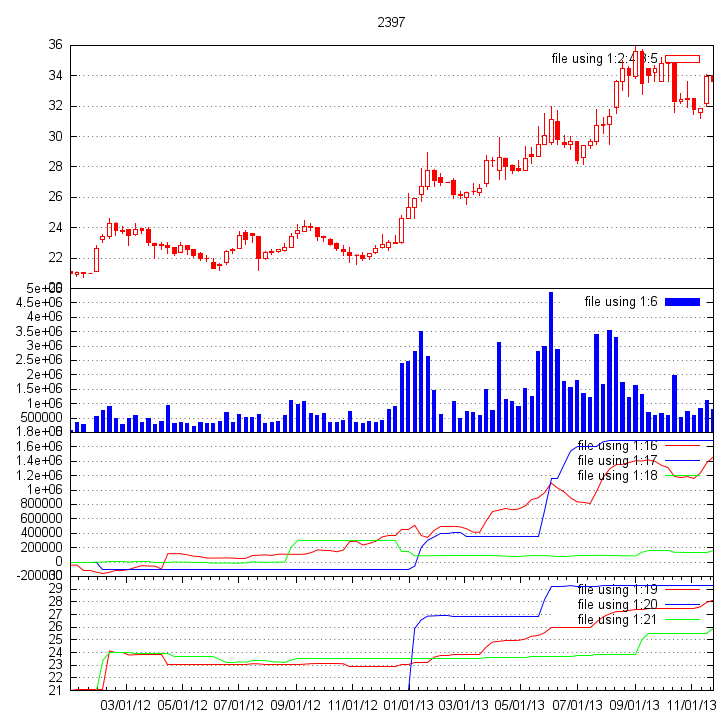 2397
36
file using 1:2:4:3:5
34
32
30
28
26
24
22
20
5e+06
file using 1:6
4.5e+06
4e+06
3.5e+06
3e+06
2.5e+06
2e+06
1.5e+06
1e+06
500000
0
1.8e+06
file using 1:16
1.6e+06
file using 1:17
1.4e+06
file using 1:18
1.2e+06
1e+06
800000
600000
400000
200000
0
-200000
30
file using 1:19
29
file using 1:20
28
file using 1:21
27
26
25
24
23
22
21
03/01/12 05/01/12 07/01/12 09/01/12 11/01/12 01/01/13 03/01/13 05/01/13 07/01/13 09/01/13 11/01/13